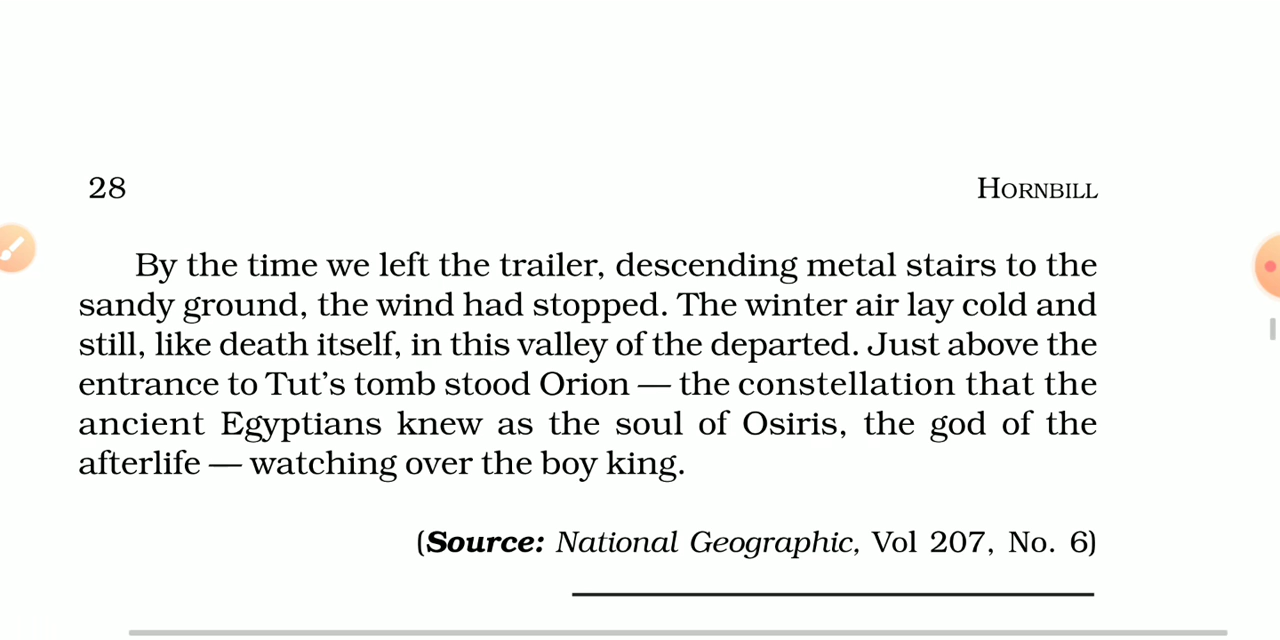 28 HORNBILL
By the time we left the trailer, descending metal stairs to the
sandy ground, the wind had stopped. The winter air lay cold and
still, like death itself, in this valley of the departed. Just above the
entrance to Tut's tomb stood Orion — the constellation that the
ancient Egyptians knew as the soul of Osiris, the god of the
afterlife — watching over the boy king.
(Source: National Geographic, Vol 207, No. 6)